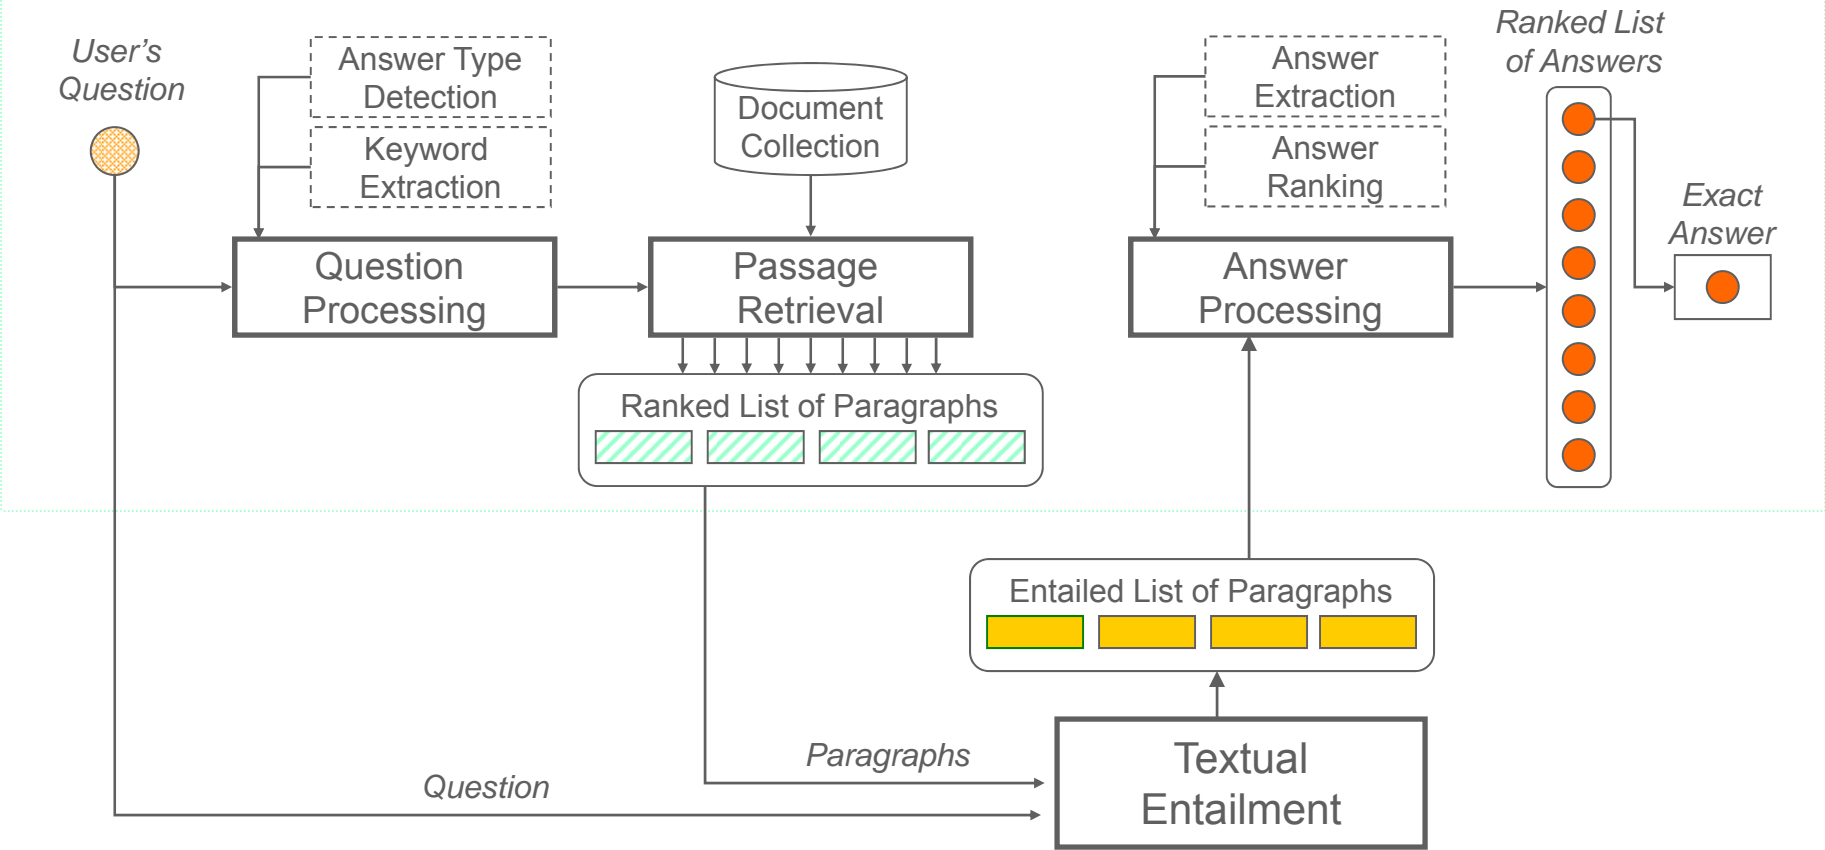 User’s
Question
Answer Type
Detection
Keyword
Extraction
Document
Collection
Answer
Extraction
Answer
Ranking
Ranked List
of Answers
Exact
Answer
Question
Processing
Passage
Retrieval
Answer
Processing
Ranked List of Paragraphs
Entailed List of Paragraphs
Paragraphs
Question
Textual
Entailment